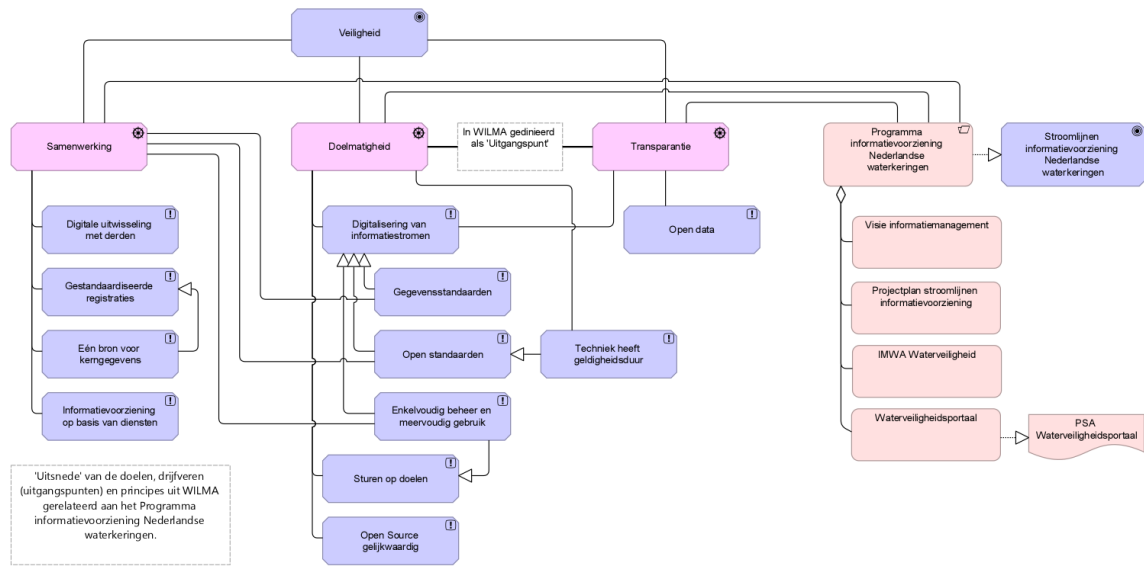 Veiligheid
Samenwerking
Doelmatigheid
In WILMA gedinieerd
als 'Uitgangspunt'
Transparantie
Programma
informatievoorziening
Nederlandse
waterkeringen
Stroomlijnen
informatievoorziening
Nederlandse
waterkeringen
Digitale uitwisseling
met derden
Digitalisering van
informatiestromen
Open data
Visie informatiemanagement
Gestandaardiseerde
registraties
Gegevensstandaarden
Projectplan stroomlijnen
informatievoorziening
Eén bron voor
kerngegevens
Open standaarden
Techniek heeft
geldigheidsduur
IMWA Waterveiligheid
Informatievoorziening
op basis van diensten
Enkelvoudig beheer en
meervoudig gebruik
Waterveiligheidsportaal
PSA
Waterveiligheidsportaal
'Uitsnede' van de doelen, drijfveren
(uitgangspunten) en principes uit WILMA
gerelateerd aan het Programma
informatievoorziening Nederlandse
waterkeringen.
Sturen op doelen
Open Source
gelijkwaardig